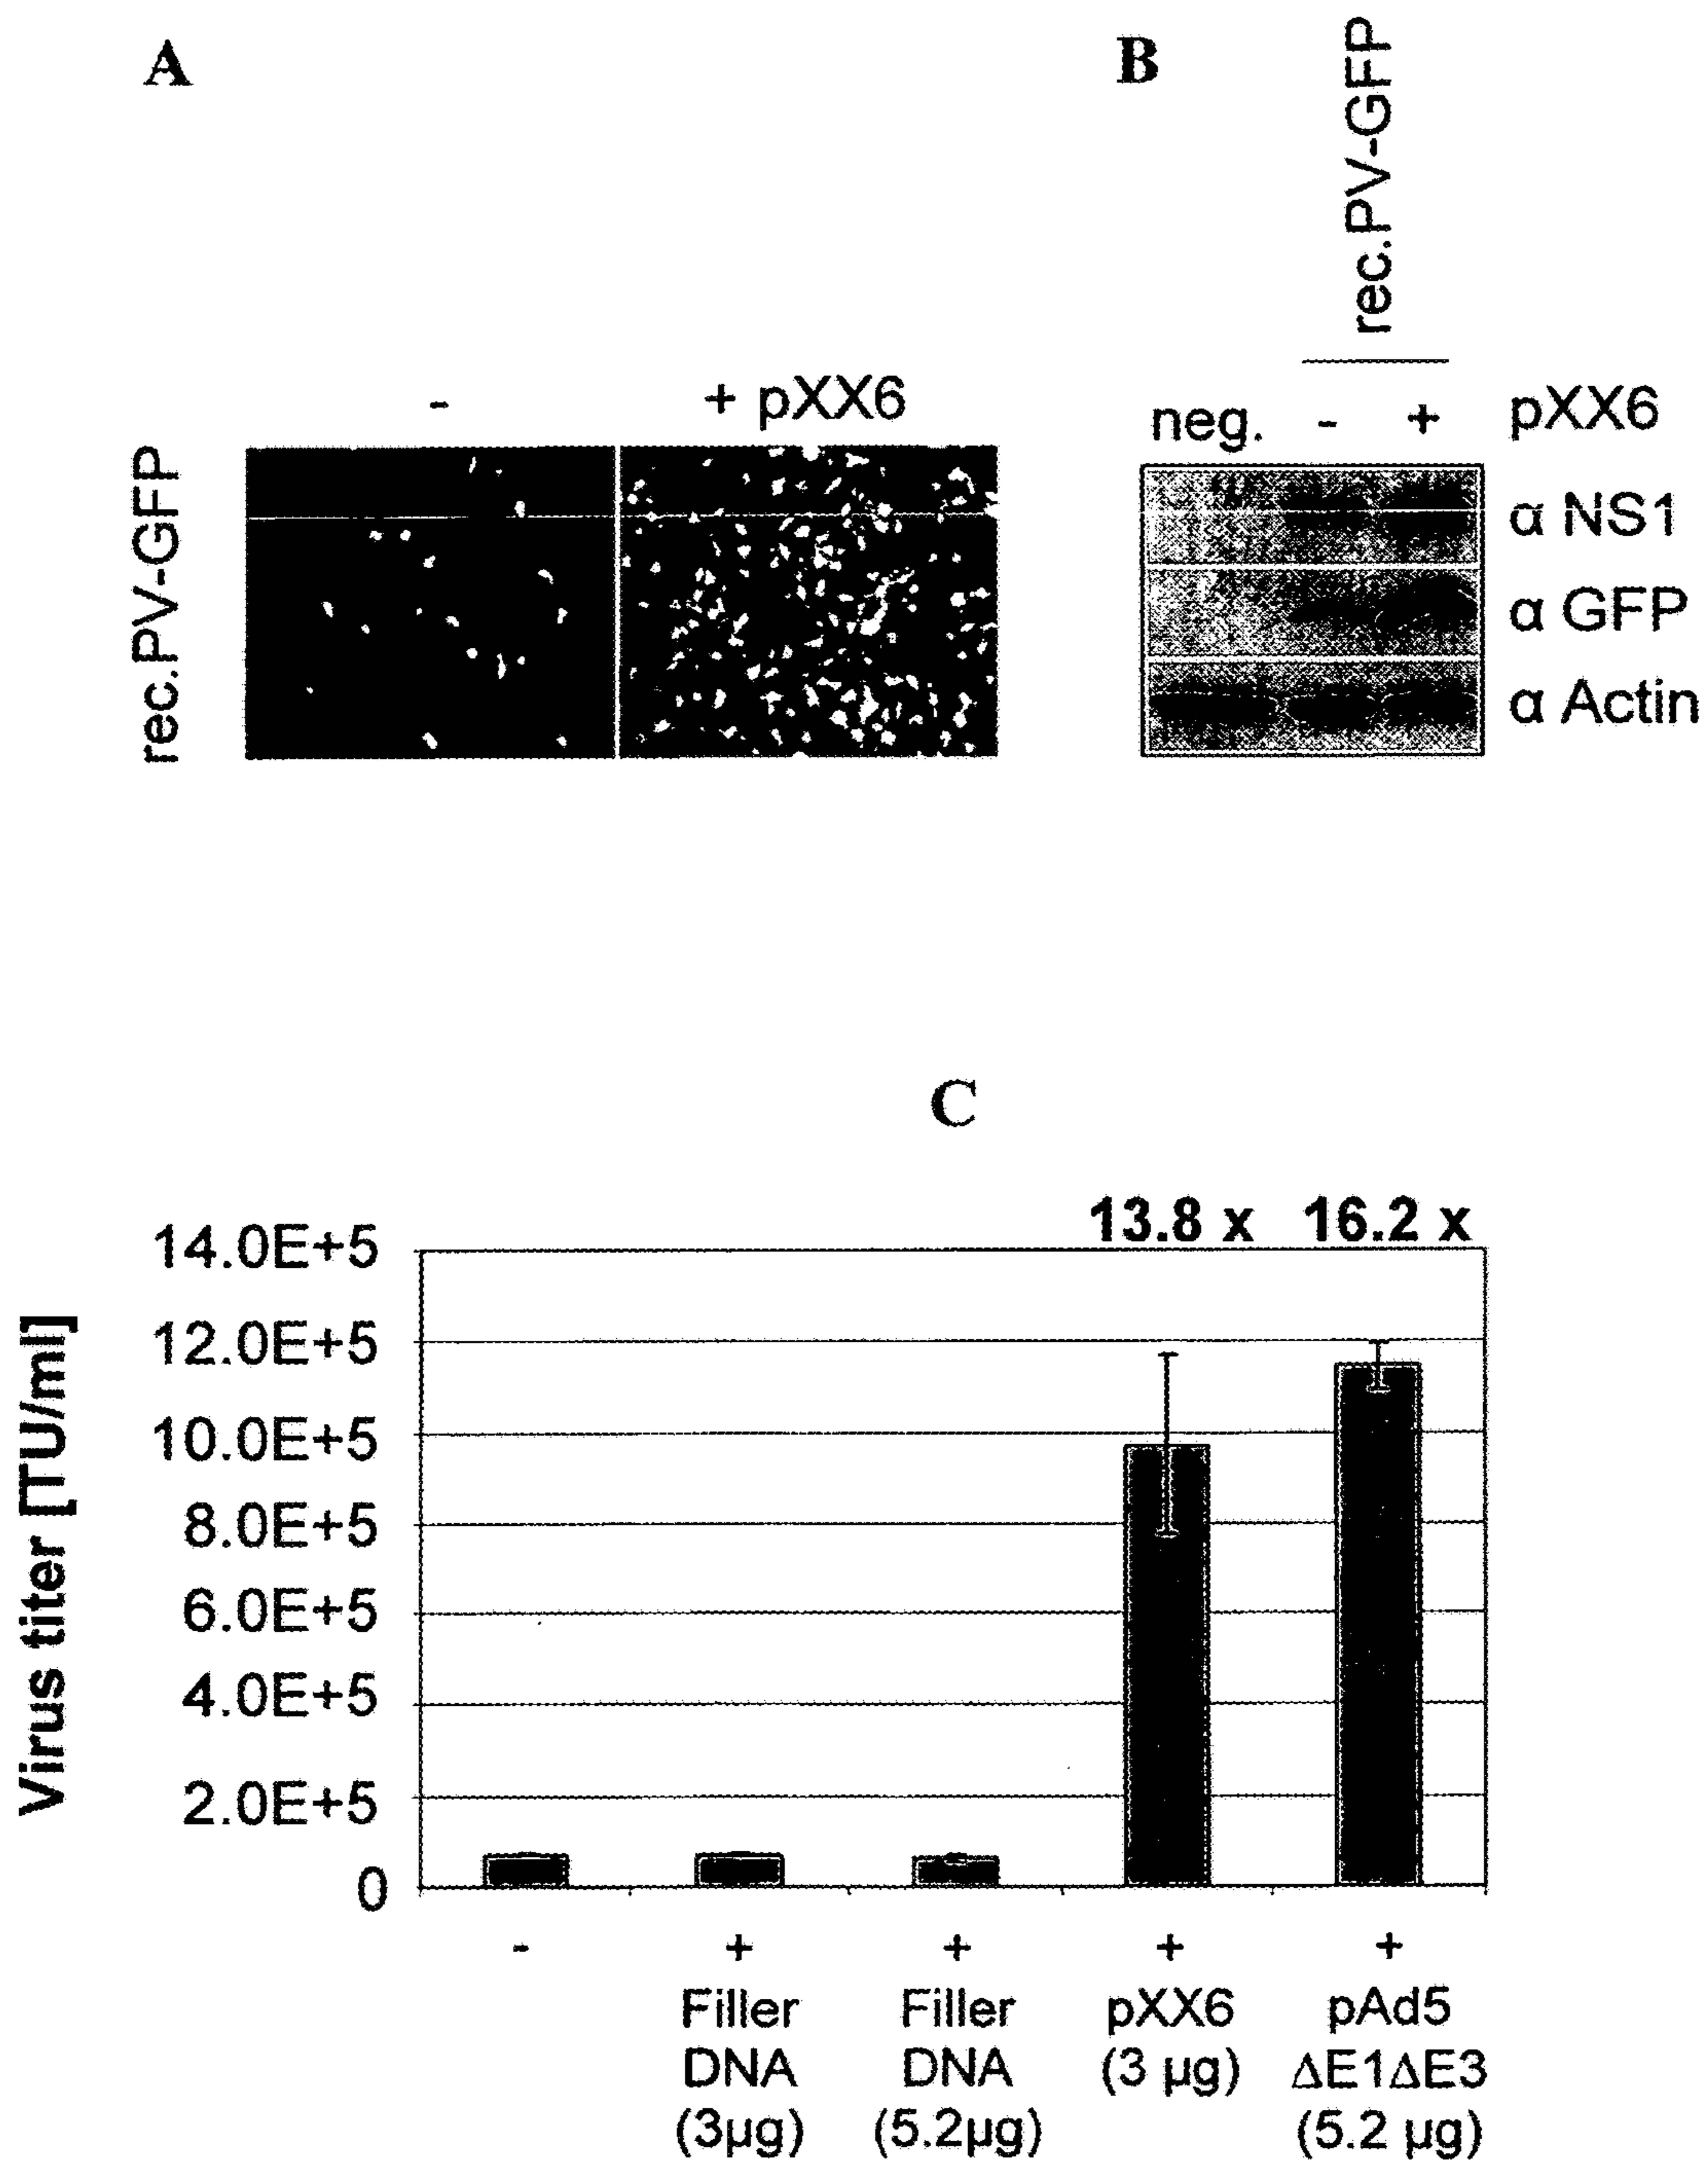 A
B
rec.PV-GFP
- + pXX6
rec.PV-GFP
neg. - + pXX6
α NS1
α GFP
α Actin
C
13.8 x 16.2 x
Virus titer [TU/ml]
14.0E+5
12.0E+5
10.0E+5
8.0E+5
6.0E+5
4.0E+5
2.0E+5
0
- + + + +
Filler Filler pXX6 pAd5
DNA DNA (3 µg) ΔE1ΔE3
(3µg) (5.2µg) (5.2 µg)